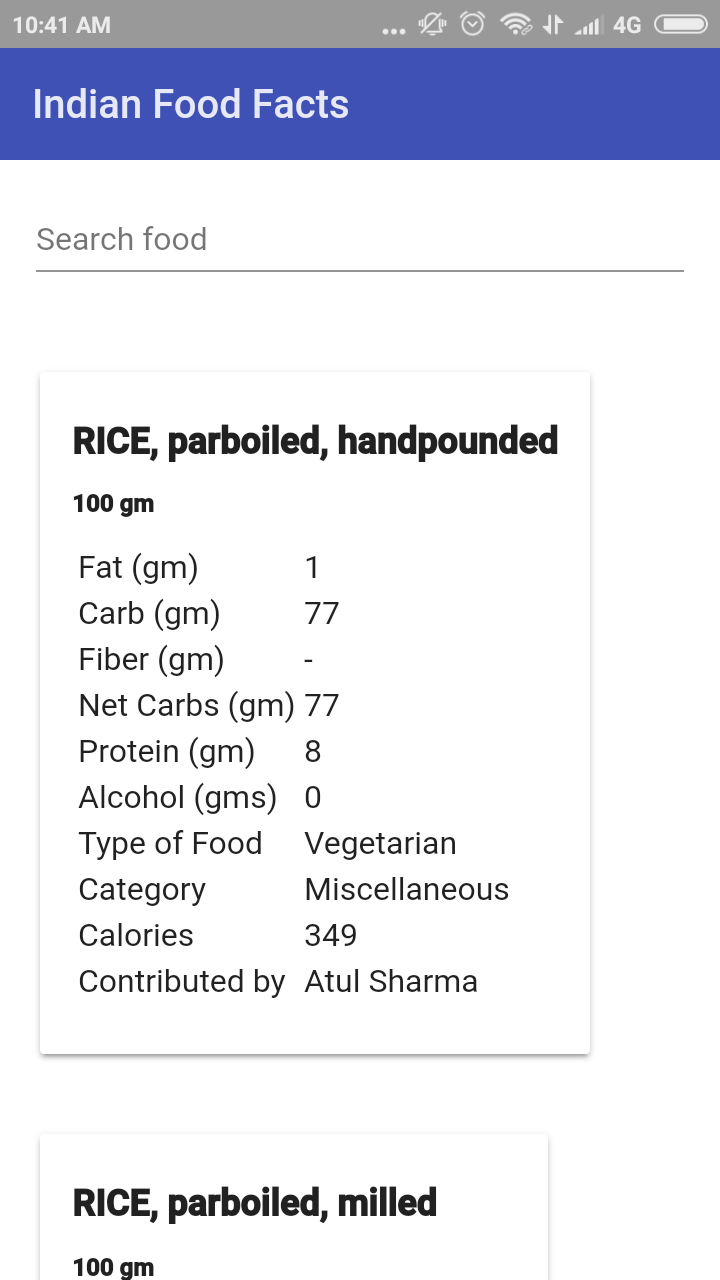 10:41 AM
4G
Indian Food Facts
Search food
RICE, parboiled, handpounded
100 gm
Fat (gm) 1
Carb (gm) 77
Fiber (gm) -
Net Carbs (gm) 77
Protein (gm) 8
Alcohol (gms) 0
Type of Food Vegetarian
Category Miscellaneous
Calories 349
Contributed by Atul Sharma
RICE, parboiled, milled
100 gm